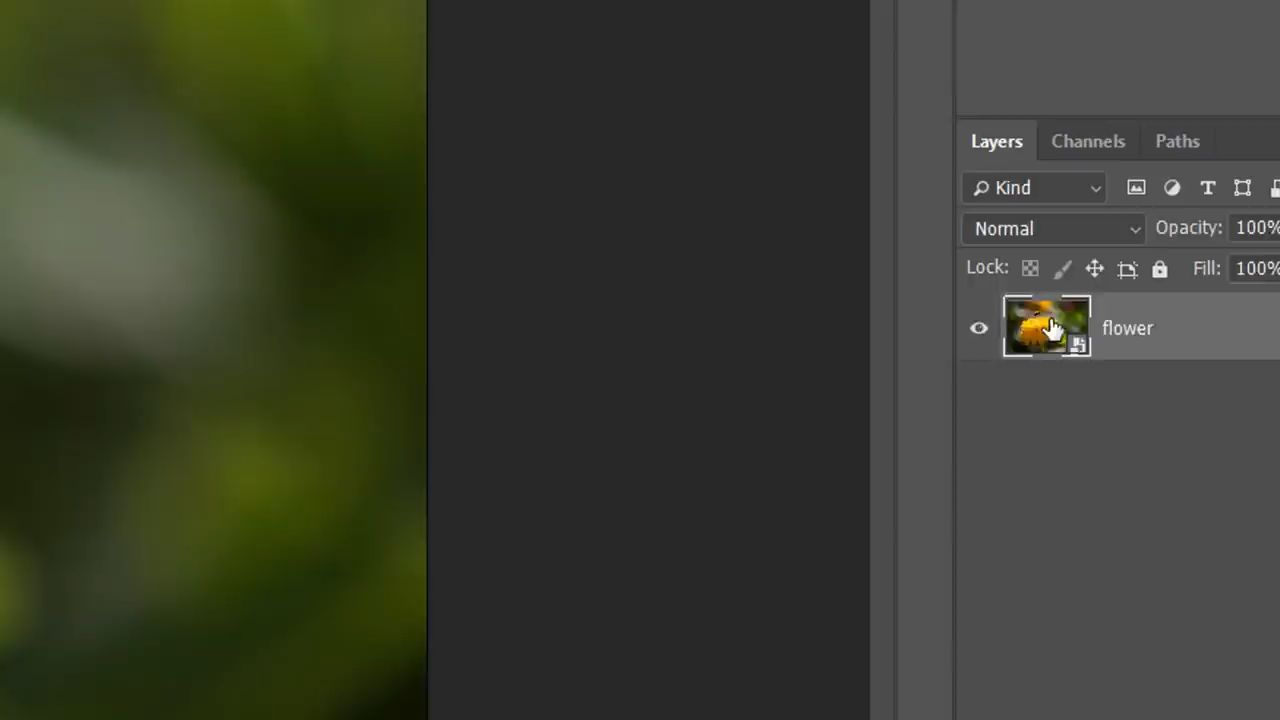 Layers Channels Paths
Kind
Normal Opacity: 100%
Lock: Fill: 100%
flower